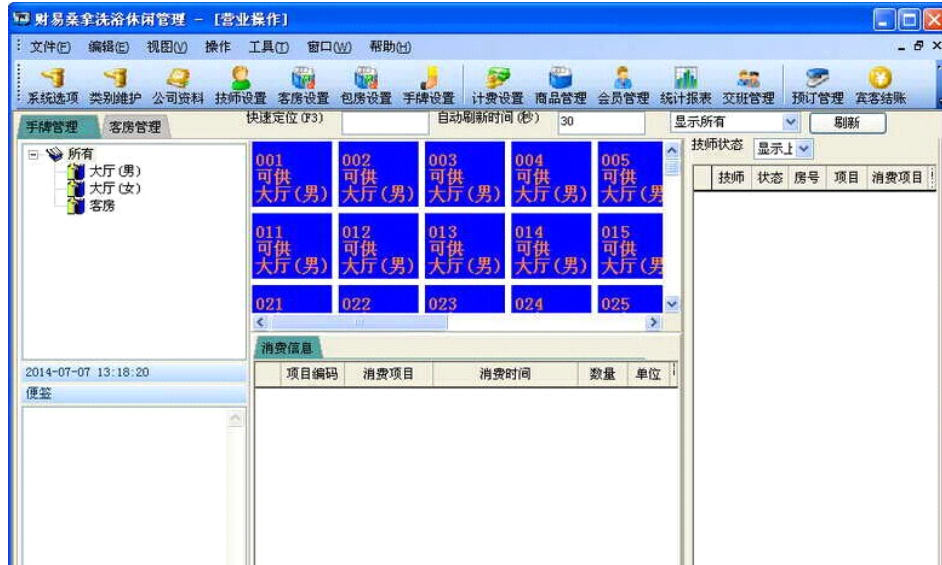 财易桑拿洗浴休闲管理 - [营业操作]
文件(F) 编辑(E) 视图(V) 操作 工具(T) 窗口(W) 帮助(H)
系统选项 类别维护 公司资料 技师设置 客房设置 包房设置 手牌设置 计费设置 商品管理 会员管理 统计报表 交班管理 预订管理 宾客结账
手牌管理 客房管理 快速定位(F3) 自动刷新时间(秒) 30 显示所有 刷新
所有
大厅(男)
大厅(女)
客房
001 002 003 004 005
可供 可供 可供 可供 可供
大厅(男) 大厅(男) 大厅(男) 大厅(男) 大厅(男
011 012 013 014 015
可供 可供 可供 可供 可供
大厅(男) 大厅(男) 大厅(男) 大厅(男) 大厅(男
021 022 023 024 025
技师状态 显示上
技师 状态 房号 项目 消费项目
消费信息
项目编码 消费项目 消费时间 数量 单位
2014-07-07 13:18:20
便签